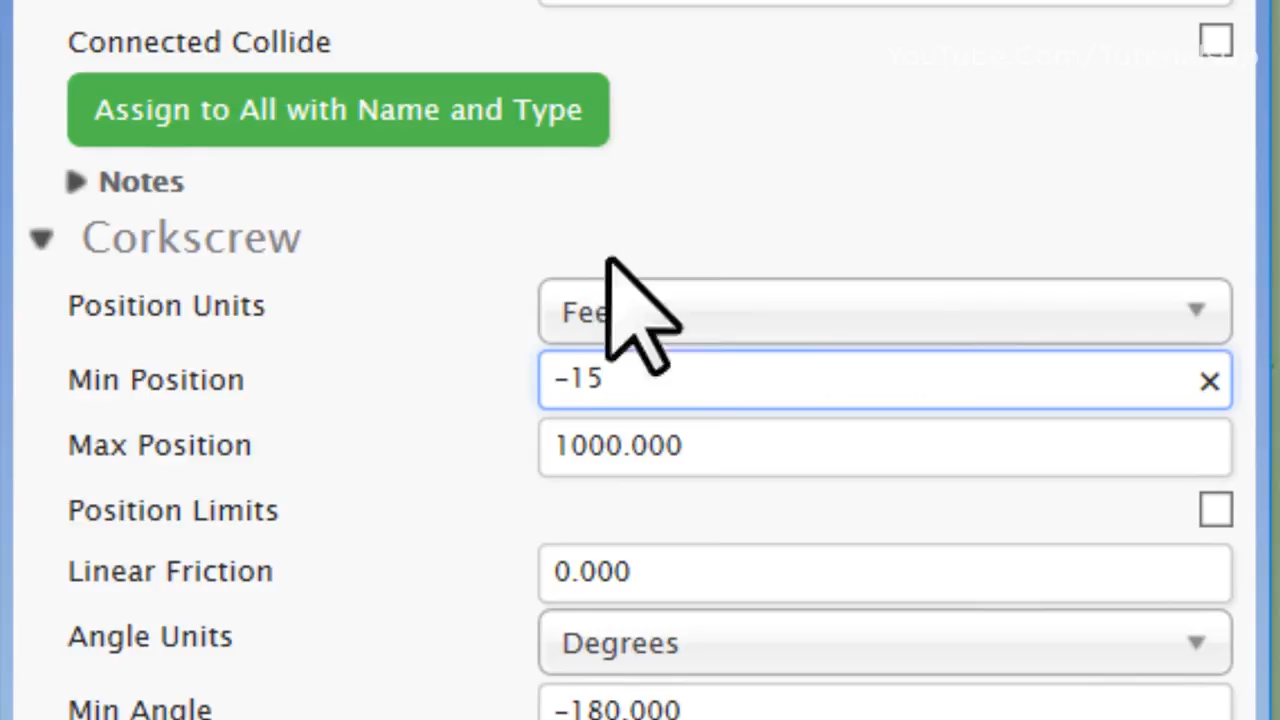 Connected Collide
Assign to All with Name and Type
Notes
Corkscrew
Position Units
Fee
Min Position
-15
Max Position
1000.000
Position Limits
Linear Friction
0.000
Angle Units
Degrees
Min Angle
-180.000